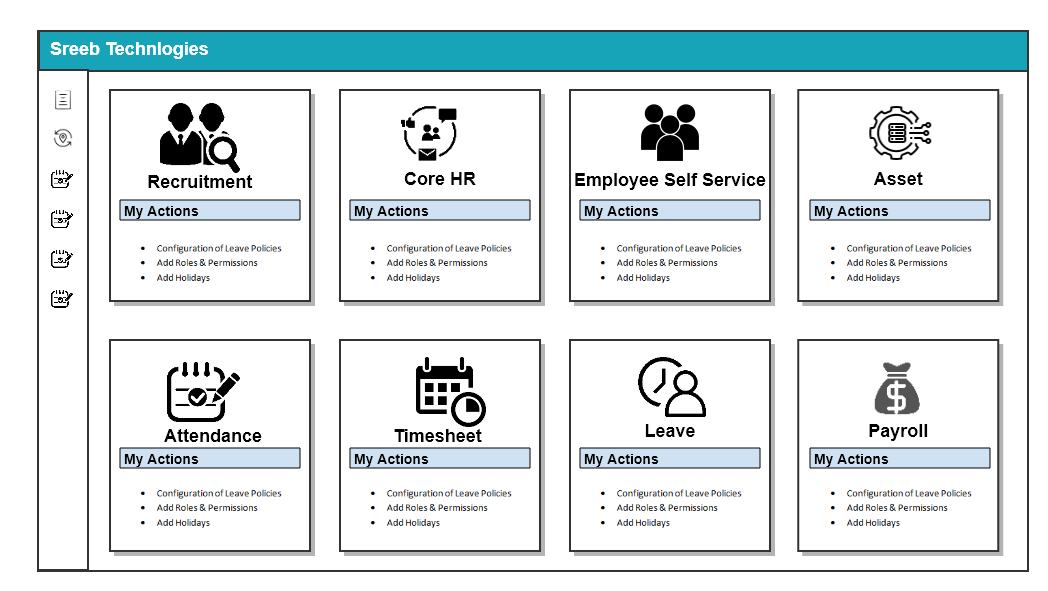 Sreeb Technlogies
Recruitment
My Actions
• Configuration of Leave Policies
• Add Roles & Permissions
• Add Holidays
Core HR
My Actions
• Configuration of Leave Policies
• Add Roles & Permissions
• Add Holidays
Employee Self Service
My Actions
• Configuration of Leave Policies
• Add Roles & Permissions
• Add Holidays
Asset
My Actions
• Configuration of Leave Policies
• Add Roles & Permissions
• Add Holidays
Attendance
My Actions
• Configuration of Leave Policies
• Add Roles & Permissions
• Add Holidays
Timesheet
My Actions
• Configuration of Leave Policies
• Add Roles & Permissions
• Add Holidays
Leave
My Actions
• Configuration of Leave Policies
• Add Roles & Permissions
• Add Holidays
$
Payroll
My Actions
• Configuration of Leave Policies
• Add Roles & Permissions
• Add Holidays